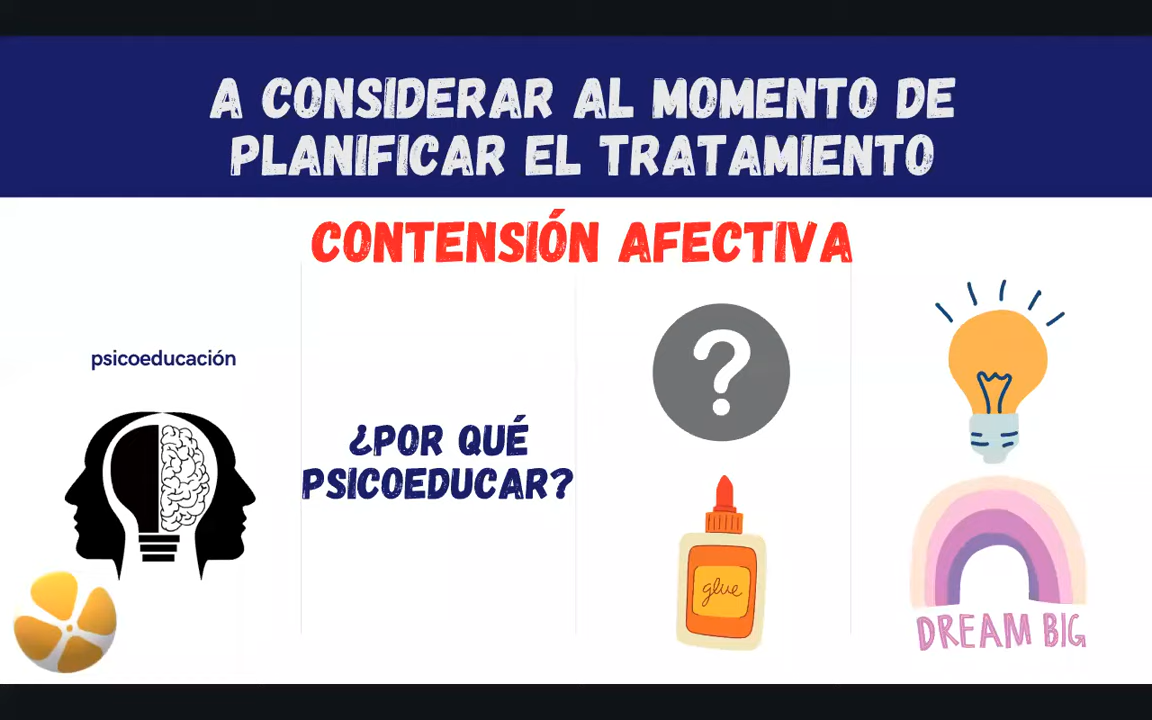 A CONSIDERAR AL MOMENTO DE
PLANIFICAR EL TRATAMIENTO
CONTENSIÓN AFECTIVA
psicoeducación
¿POR QUÉ
PSICOEDUCAR?
?
glue
DREAM BIG